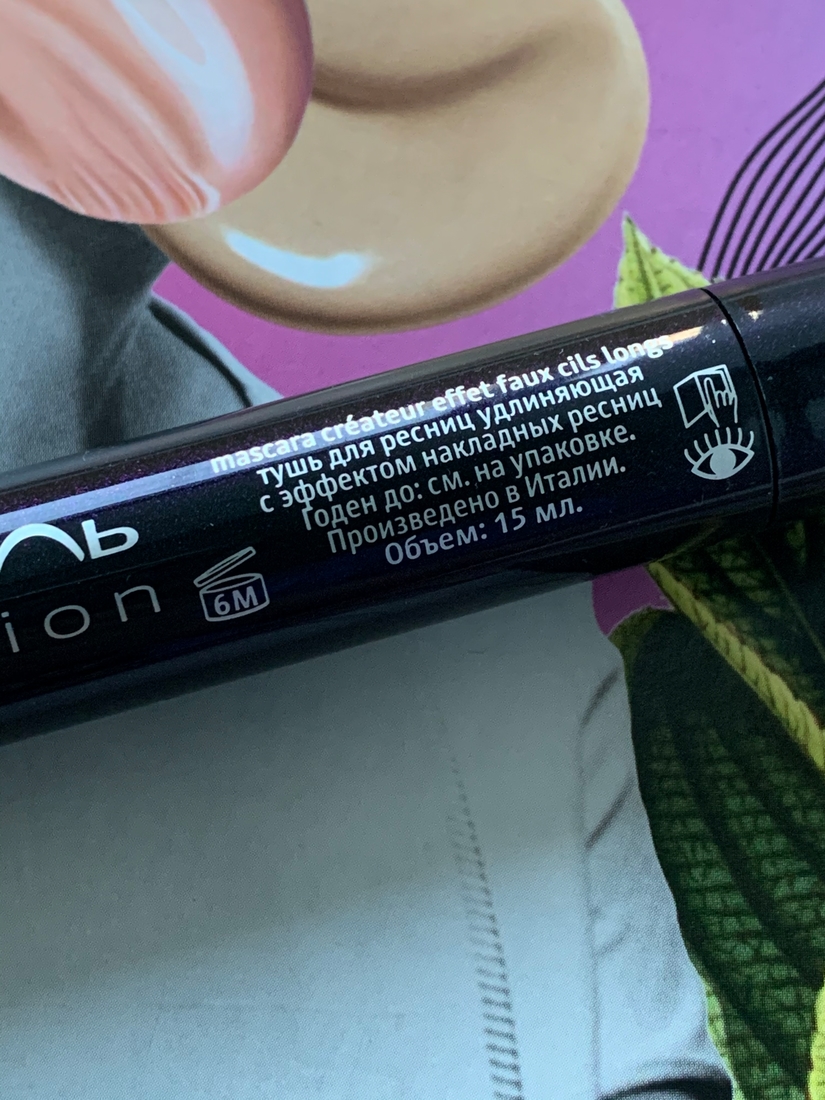 mascara créateur effet faux cils longs
тушь для ресниц удлиняющая
с эффектом накладных ресниц
Годен до: см. на упаковке.
Произведено в Италии.
Объем: 15 мл.
6M
ion